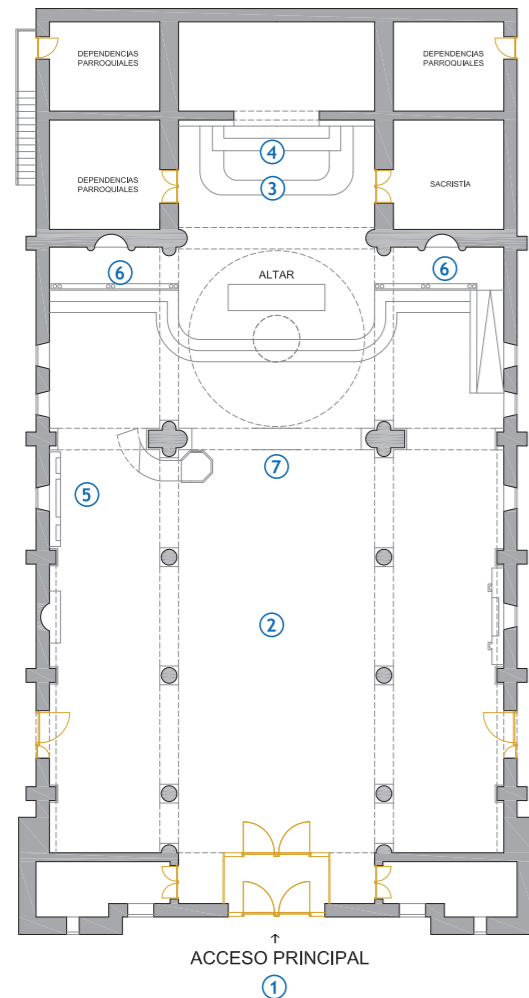 DEPENDENCIAS
PARROQUIALES
DEPENDENCIAS
PARROQUIALES
4
DEPENDENCIAS
PARROQUIALES
3
SACRISTÍA
6
6
ALTAR
7
5
2
↑
ACCESO PRINCIPAL
1